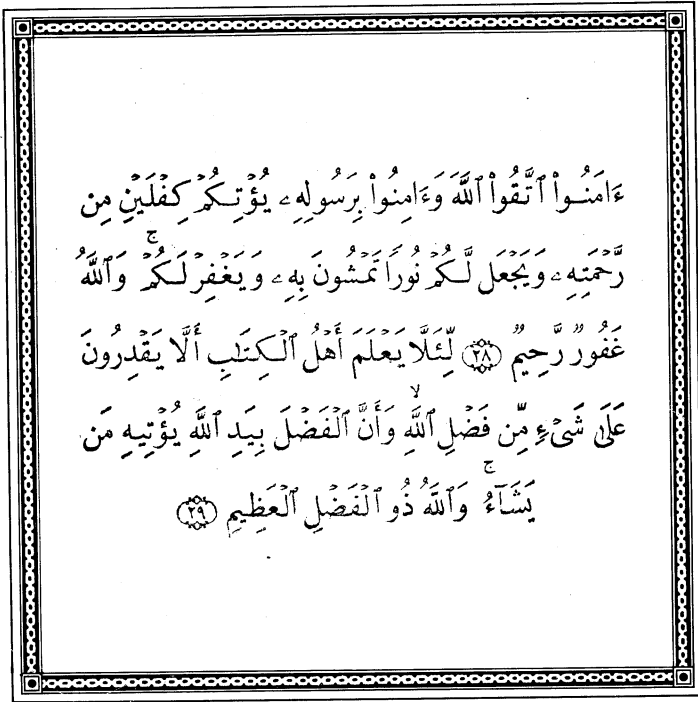 ءَامَنُوا۟ ٱتَّقُوا۟ ٱللَّهَ وَءَامِنُوا۟ بِرَسُولِهِۦ يُؤْتِكُمْ كِفْلَيْنِ مِن
رَّحْمَتِهِۦ وَيَجْعَل لَّكُمْ نُورًا تَمْشُونَ بِهِۦ وَيَغْفِرْ لَكُمْ ۚ وَٱللَّهُ
غَفُورٌ رَّحِيمٌ ﴿٢٨﴾ لِّئَلَّا يَعْلَمَ أَهْلُ ٱلْكِتَـٰبِ أَلَّا يَقْدِرُونَ
عَلَىٰ شَىْءٍ مِّن فَضْلِ ٱللَّهِ ۙ وَأَنَّ ٱلْفَضْلَ بِيَدِ ٱللَّهِ يُؤْتِيهِ مَن
يَشَآءُ ۚ وَٱللَّهُ ذُو ٱلْفَضْلِ ٱلْعَظِيمِ ﴿٢٩﴾